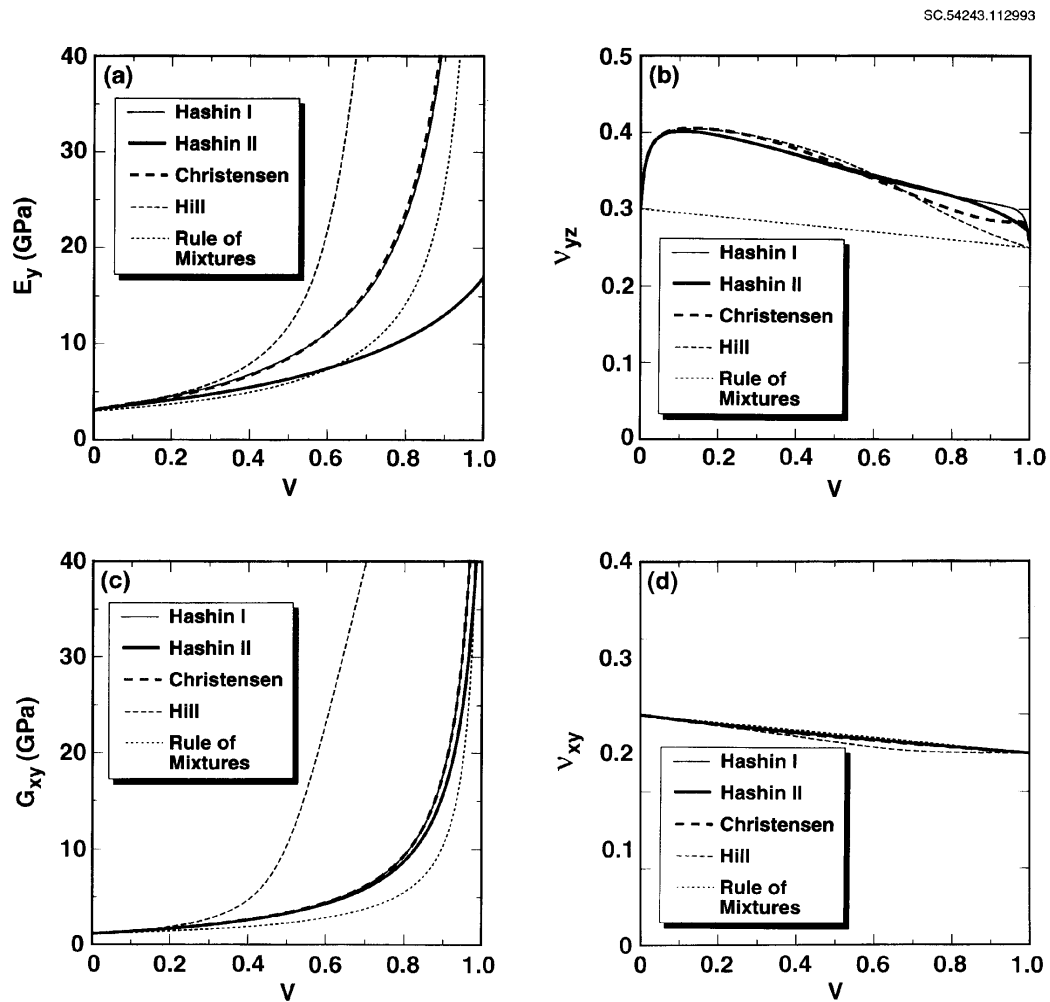 SC.54243.112993
(a)
40
30
20
10
0
E_y (GPa)
Hashin I
Hashin II
Christensen
Hill
Rule of
Mixtures
0 0.2 0.4 0.6 0.8 1.0
V
(b)
0.5
0.4
0.3
0.2
0.1
0
ν_yz
Hashin I
Hashin II
Christensen
Hill
Rule of
Mixtures
0 0.2 0.4 0.6 0.8 1.0
V
(c)
40
30
20
10
0
G_xy (GPa)
Hashin I
Hashin II
Christensen
Hill
Rule of
Mixtures
0 0.2 0.4 0.6 0.8 1.0
V
(d)
0.4
0.3
0.2
0.1
0
ν_xy
Hashin I
Hashin II
Christensen
Hill
Rule of
Mixtures
0 0.2 0.4 0.6 0.8 1.0
V